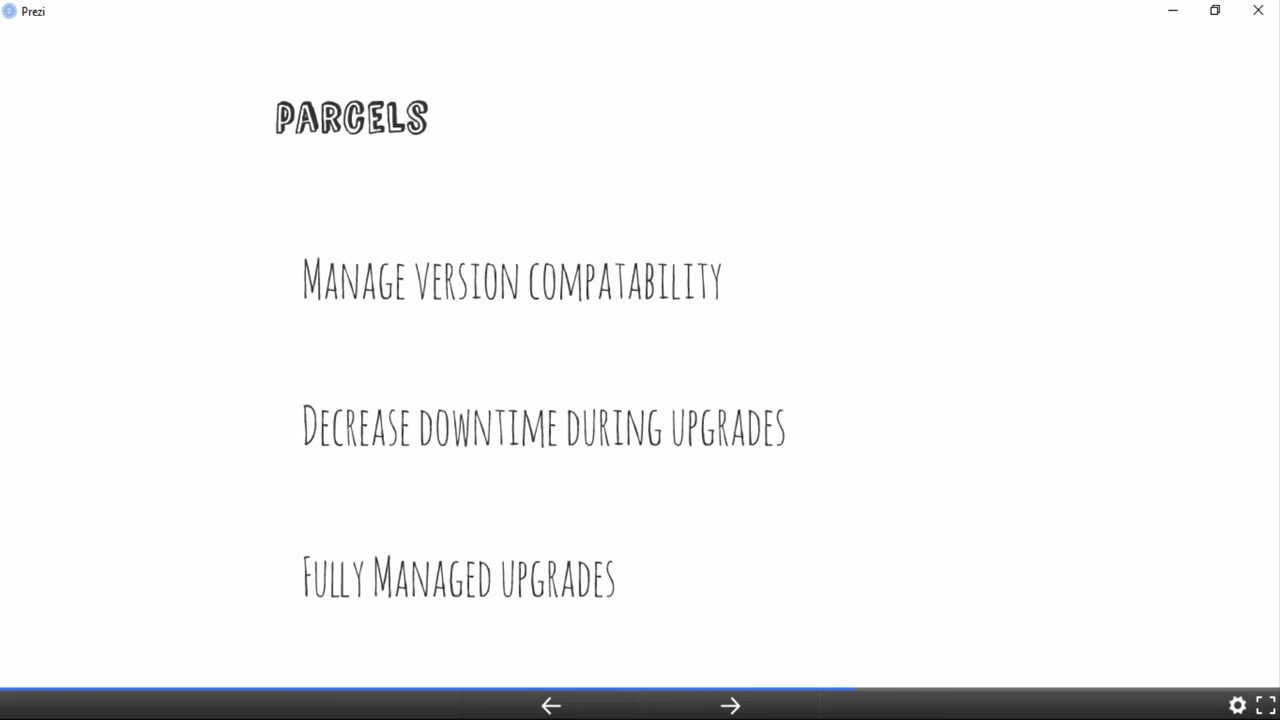 Prezi
PARCELS
MANAGE VERSION COMPATABILITY
DECREASE DOWNTIME DURING UPGRADES
FULLY MANAGED UPGRADES